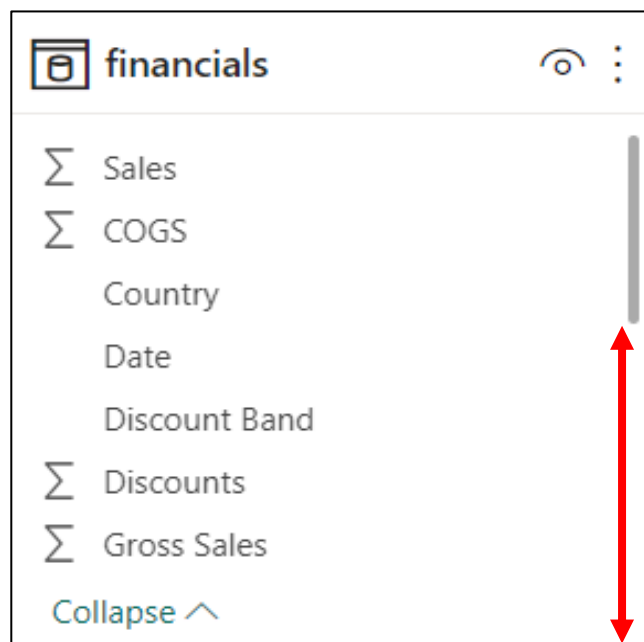 financials
Sales
COGS
Country
Date
Discount Band
Discounts
Gross Sales
Collapse